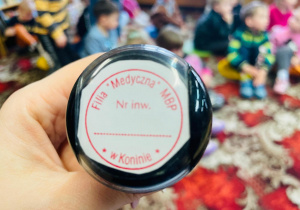 Filia "Medyczna" MBP
Nr inw.
* w Koninie *